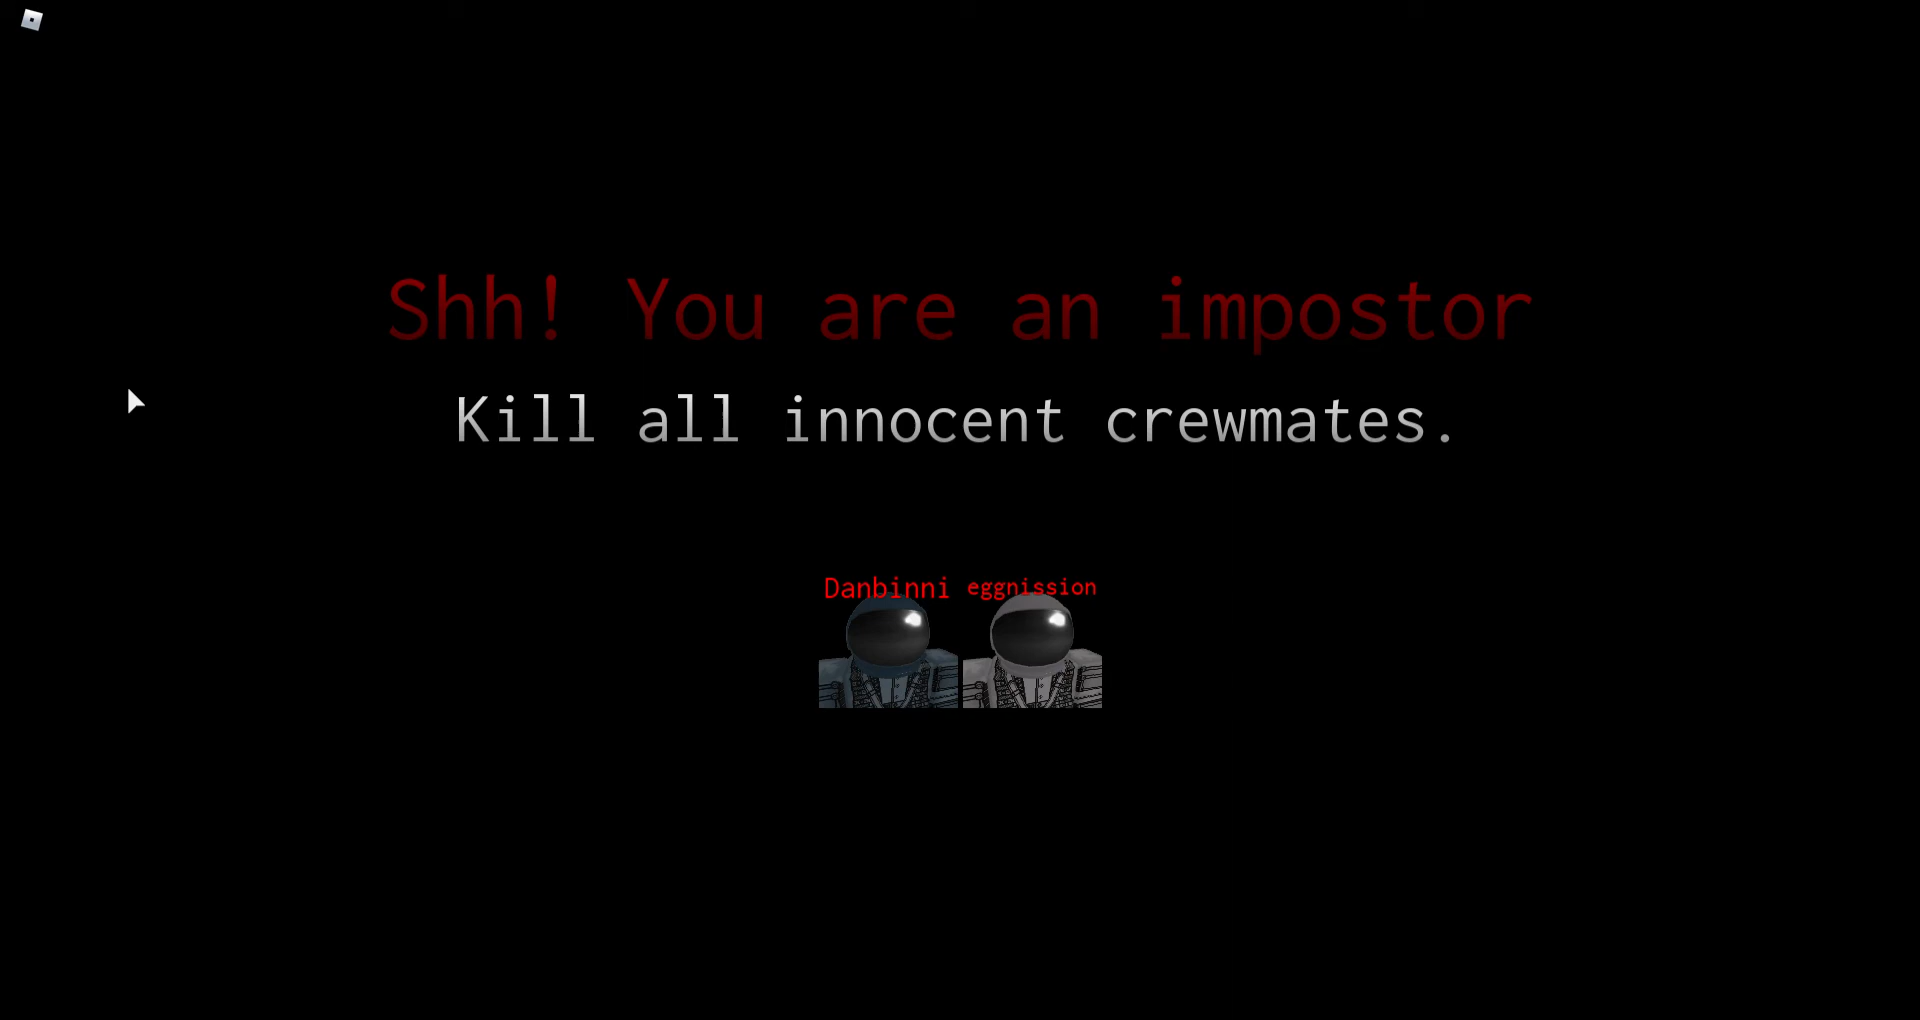 Shh! You are an impostor
Kill all innocent crewmates.
Danbinni eggnission